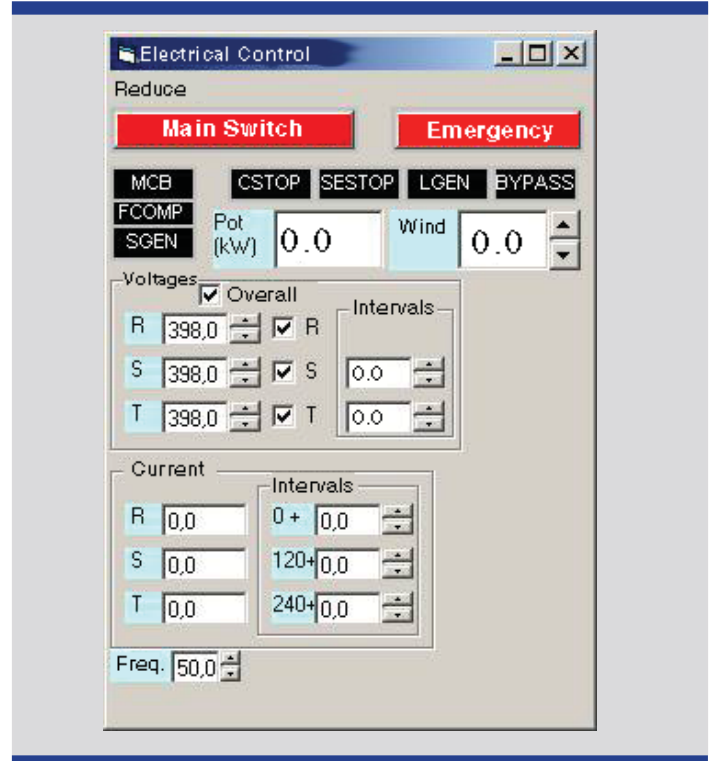 Electrical Control
Reduce
Main Switch Emergency
MCB CSTOP SESTOP LGEN BYPASS
FCOMP
SGEN
Pot (kW) 0.0 Wind 0.0
Voltages
Overall
Intervals
R 398,0 R
S 398,0 S 0.0
T 398,0 T 0.0
Current
Intervals
R 0,0 0 + 0,0
S 0,0 120+ 0,0
T 0,0 240+ 0,0
Freq. 50,0